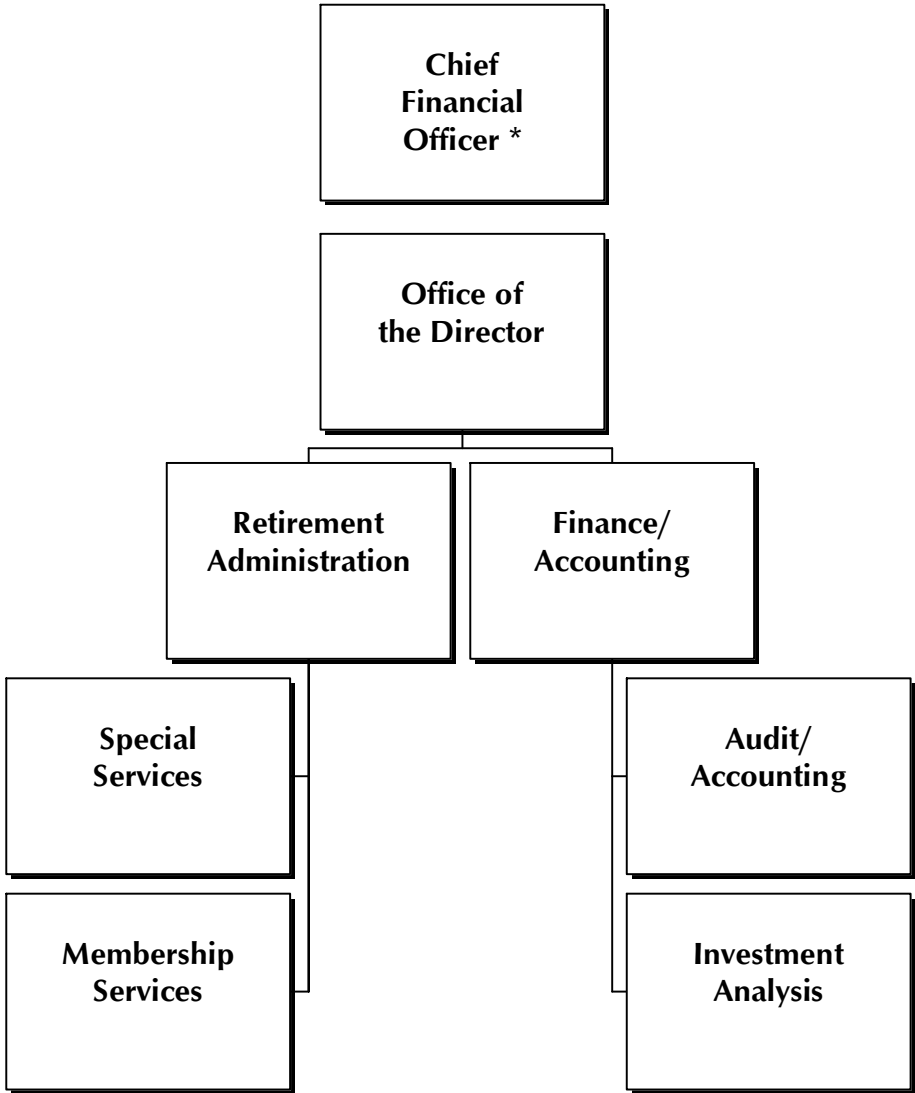 Chief
Financial
Officer *
Office of
the Director
Retirement
Administration
Finance/
Accounting
Special
Services
Audit/
Accounting
Membership
Services
Investment
Analysis